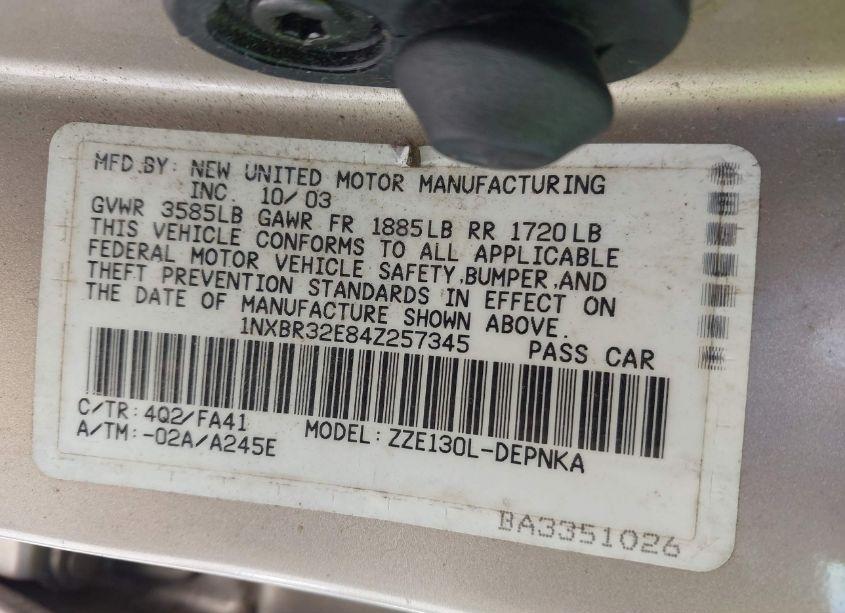 MFD.BY: NEW UNITED MOTOR MANUFACTURING
INC. 10/03
GVWR 3585LB GAWR FR 1885LB RR 1720LB
THIS VEHICLE CONFORMS TO ALL APPLICABLE
FEDERAL MOTOR VEHICLE SAFETY,BUMPER,AND
THEFT PREVENTION STANDARDS IN EFFECT ON
THE DATE OF MANUFACTURE SHOWN ABOVE.
1NXBR32E84Z257345 PASS CAR
C/TR:4Q2/FA41
A/TM:-02A/A245E MODEL:ZZE130L-DEPNKA
BA3351026